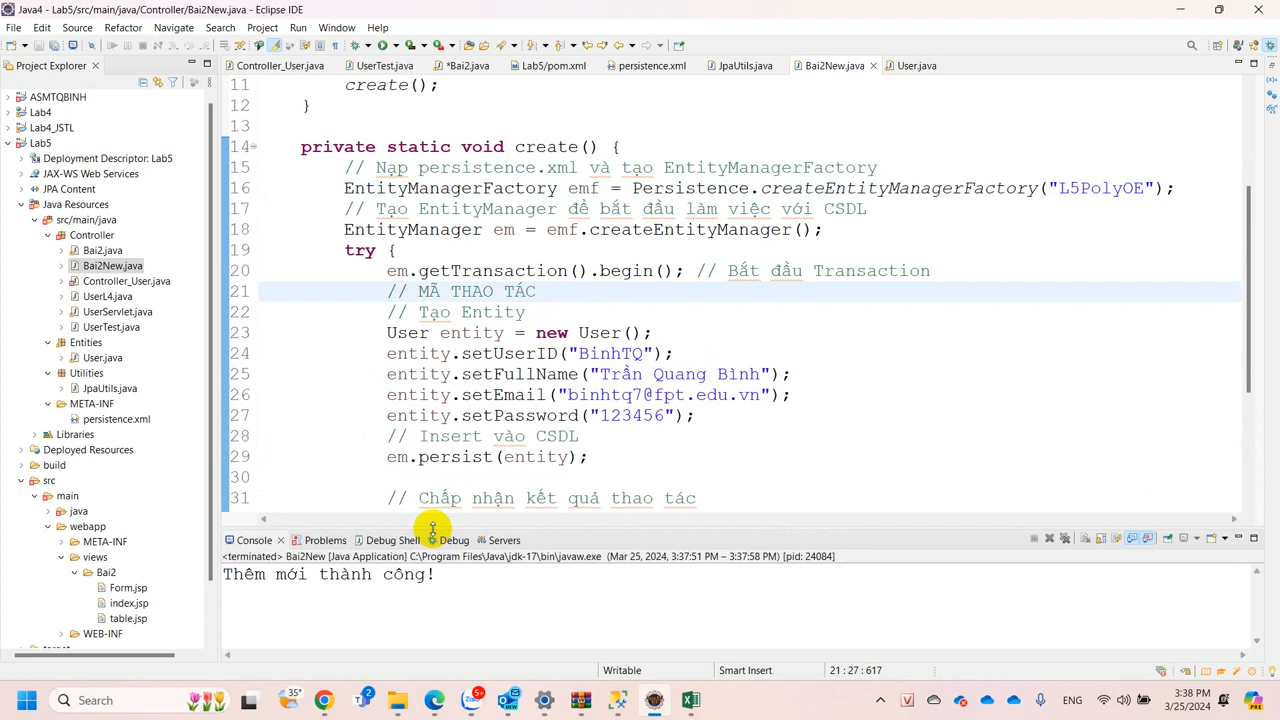 Java4 - Lab5/src/main/java/Controller/Bai2New.java - Eclipse IDE
File Edit Source Refactor Navigate Search Project Run Window Help
Project Explorer
Controller_User.java UserTest.java *Bai2.java Lab5/pom.xml persistence.xml JpaUtils.java Bai2New.java User.java
ASMTQBINH
Lab4
Lab4_JSTL
Lab5
Deployment Descriptor: Lab5
JAX-WS Web Services
JPA Content
Java Resources
src/main/java
Controller
Bai2.java
Bai2New.java
Controller_User.java
UserL4.java
UserServlet.java
UserTest.java
Entities
User.java
Utilities
JpaUtils.java
META-INF
persistence.xml
Libraries
Deployed Resources
build
src
main
java
webapp
META-INF
views
Bai2
Form.jsp
index.jsp
table.jsp
WEB-INF
11 create();
12 }
13
14 private static void create() {
15 // Nạp persistence.xml và tạo EntityManagerFactory
16 EntityManagerFactory emf = Persistence.createEntityManagerFactory("L5PolyOE");
17 // Tạo EntityManager để bắt đầu làm việc với CSDL
18 EntityManager em = emf.createEntityManager();
19 try {
20 em.getTransaction().begin(); // Bắt đầu Transaction
21 // MÃ THAO TÁC
22 // Tạo Entity
23 User entity = new User();
24 entity.setUserID("BinhTQ");
25 entity.setFullName("Trần Quang Bình");
26 entity.setEmail("binhtq7@fpt.edu.vn");
27 entity.setPassword("123456");
28 // Insert vào CSDL
29 em.persist(entity);
30
31 // Chấp nhận kết quả thao tác
Console Problems Debug Shell Debug Servers
<terminated> Bai2New [Java Application] C:\Program Files\Java\jdk-17\bin\javaw.exe (Mar 25, 2024, 3:37:51 PM – 3:37:58 PM) [pid: 24084]
Thêm mới thành công!
Writable Smart Insert 21 : 27 : 617
Search 35° 2 5+ ENG 3:38 PM
3/25/2024